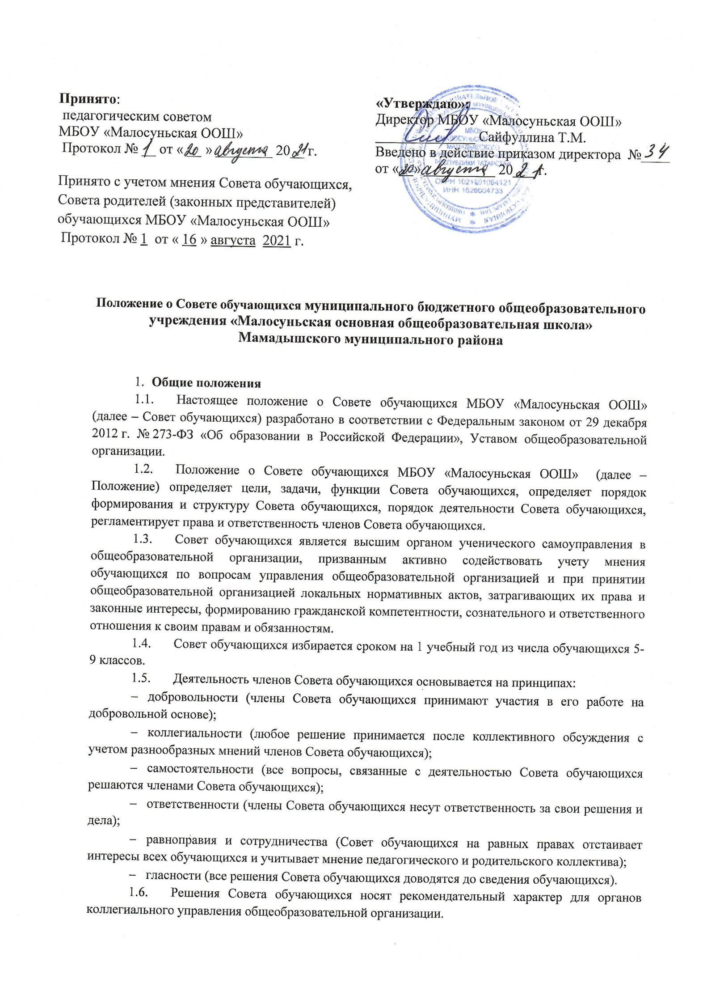 Принято:
педагогическим советом
МБОУ «Малосуньская ООШ»
Протокол № 1 от «20» августа 2021 г.
Принято с учетом мнения Совета обучающихся,
Совета родителей (законных представителей)
обучающихся МБОУ «Малосуньская ООШ»
Протокол № 1 от « 16 » августа 2021 г.
«Утверждаю»:
Директор МБОУ «Малосуньская ООШ»
Сайфуллина Т.М.
Введено в действие приказом директора № 34
от «20» августа 2021г.
МБОУ
МАМАДЫШСКОГО
РЕСПУБЛИКИ ТАТАРСТАН
ОГРН 1021601064121
ИНН 1626004733
Положение о Совете обучающихся муниципального бюджетного общеобразовательного
учреждения «Малосуньская основная общеобразовательная школа»
Мамадышского муниципального района
1. Общие положения
1.1. Настоящее положение о Совете обучающихся МБОУ «Малосуньская ООШ»
(далее – Совет обучающихся) разработано в соответствии с Федеральным законом от 29 декабря
2012 г. № 273-ФЗ «Об образовании в Российской Федерации», Уставом общеобразовательной
организации.
1.2. Положение о Совете обучающихся МБОУ «Малосуньская ООШ» (далее –
Положение) определяет цели, задачи, функции Совета обучающихся, определяет порядок
формирования и структуру Совета обучающихся, порядок деятельности Совета обучающихся,
регламентирует права и ответственность членов Совета обучающихся.
1.3. Совет обучающихся является высшим органом ученического самоуправления в
общеобразовательной организации, призванным активно содействовать учету мнения
обучающихся по вопросам управления общеобразовательной организацией и при принятии
общеобразовательной организацией локальных нормативных актов, затрагивающих их права и
законные интересы, формированию гражданской компетентности, сознательного и ответственного
отношения к своим правам и обязанностям.
1.4. Совет обучающихся избирается сроком на 1 учебный год из числа обучающихся 5-
9 классов.
1.5. Деятельность членов Совета обучающихся основывается на принципах:
– добровольности (члены Совета обучающихся принимают участия в его работе на
добровольной основе);
– коллегиальности (любое решение принимается после коллективного обсуждения с
учетом разнообразных мнений членов Совета обучающихся);
– самостоятельности (все вопросы, связанные с деятельностью Совета обучающихся
решаются членами Совета обучающихся);
– ответственности (члены Совета обучающихся несут ответственность за свои решения и
дела);
– равноправия и сотрудничества (Совет обучающихся на равных правах отстаивает
интересы всех обучающихся и учитывает мнение педагогического и родительского коллектива);
– гласности (все решения Совета обучающихся доводятся до сведения обучающихся).
1.6. Решения Совета обучающихся носят рекомендательный характер для органов
коллегиального управления общеобразовательной организации.